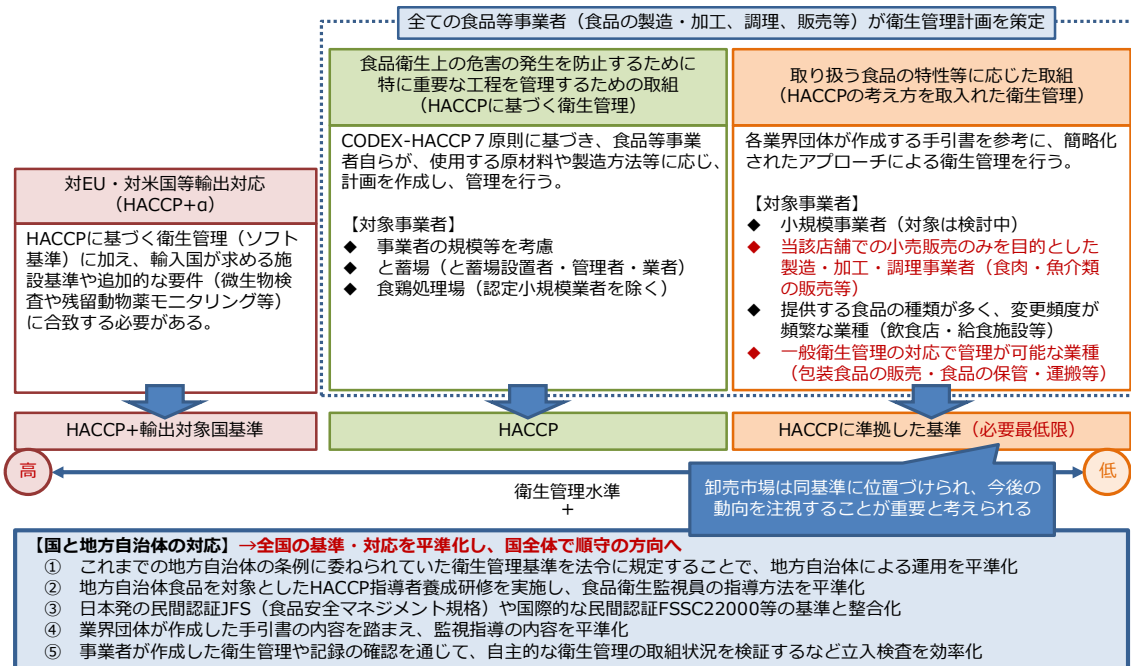 全ての食品等事業者（食品の製造・加工、調理、販売等）が衛生管理計画を策定
対EU・対米国等輸出対応
（HACCP+α）
HACCPに基づく衛生管理（ソフト
基準）に加え、輸入国が求める施
設基準や追加的な要件（微生物検
査や残留動物薬モニタリング等）
に合致する必要がある。
食品衛生上の危害の発生を防止するために
特に重要な工程を管理するための取組
（HACCPに基づく衛生管理）
CODEX-HACCP７原則に基づき、食品等事業
者自らが、使用する原材料や製造方法等に応じ、
計画を作成し、管理を行う。
【対象事業者】
◆ 事業者の規模等を考慮
◆ と蓄場（と蓄場設置者・管理者・業者）
◆ 食鶏処理場（認定小規模業者を除く）
取り扱う食品の特性等に応じた取組
（HACCPの考え方を取入れた衛生管理）
各業界団体が作成する手引書を参考に、簡略化
されたアプローチによる衛生管理を行う。
【対象事業者】
◆ 小規模事業者（対象は検討中）
◆ 当該店舗での小売販売のみを目的とした
製造・加工・調理事業者（食肉・魚介類
の販売等）
◆ 提供する食品の種類が多く、変更頻度が
頻繁な業種（飲食店・給食施設等）
◆ 一般衛生管理の対応で管理が可能な業種
（包装食品の販売・食品の保管・運搬等）
HACCP+輸出対象国基準
HACCP
HACCPに準拠した基準（必要最低限）
高
低
衛生管理水準
+
卸売市場は同基準に位置づけられ、今後の
動向を注視することが重要と考えられる
【国と地方自治体の対応】→全国の基準・対応を平準化し、国全体で順守の方向へ
① これまでの地方自治体の条例に委ねられていた衛生管理基準を法令に規定することで、地方自治体による運用を平準化
② 地方自治体食品を対象としたHACCP指導者養成研修を実施し、食品衛生監視員の指導方法を平準化
③ 日本発の民間認証JFS（食品安全マネジメント規格）や国際的な民間認証FSSC22000等の基準と整合化
④ 業界団体が作成した手引書の内容を踏まえ、監視指導の内容を平準化
⑤ 事業者が作成した衛生管理や記録の確認を通じて、自主的な衛生管理の取組状況を検証するなど立入検査を効率化